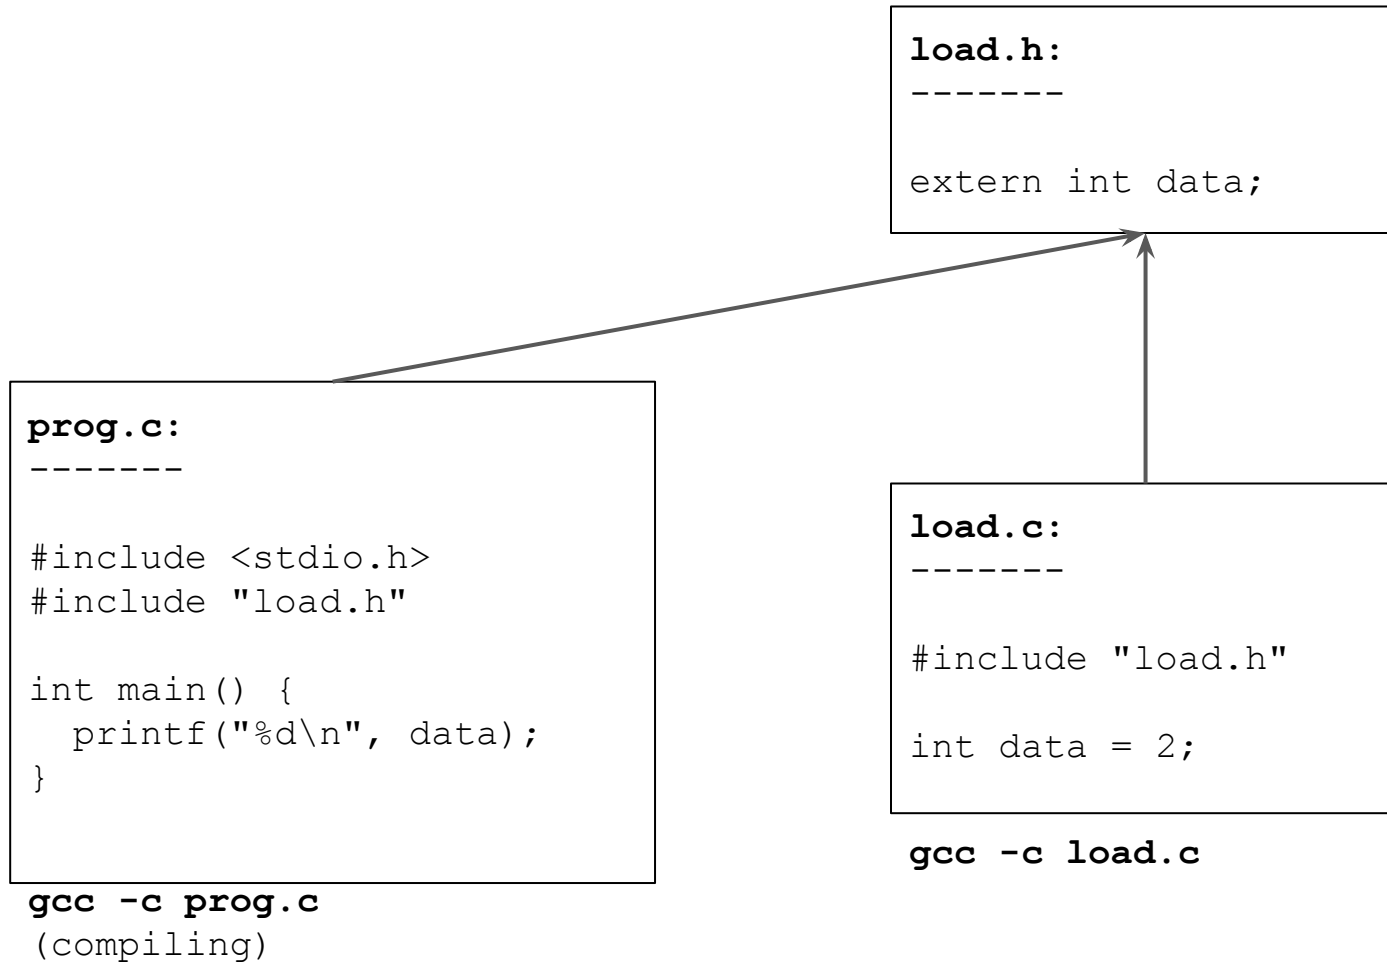 load.h:
-------
extern int data;
prog.c:
-------
#include <stdio.h>
#include "load.h"
int main() {
  printf("%d\n", data);
}
gcc -c prog.c
(compiling)
load.c:
-------
#include "load.h"
int data = 2;
gcc -c load.c